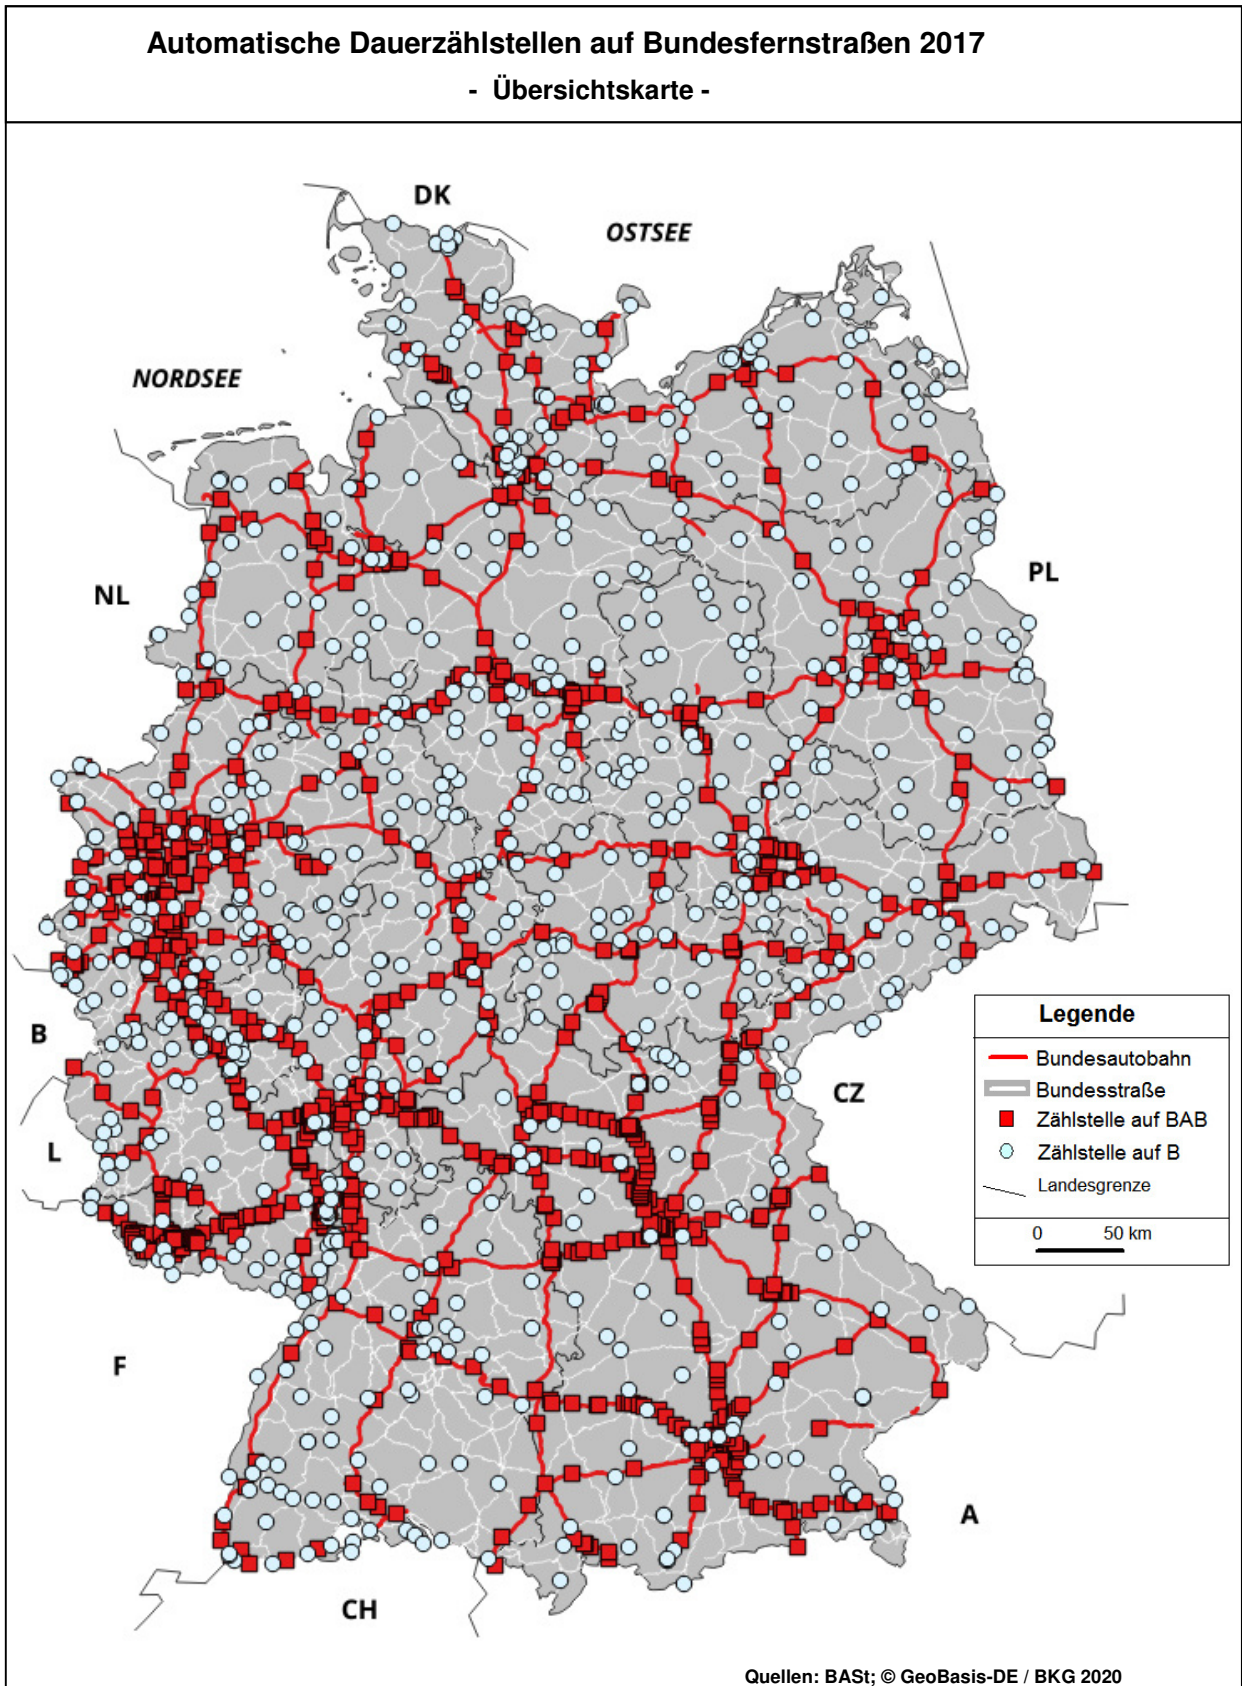 Automatische Dauerzählstellen auf Bundesfernstraßen 2017
- Übersichtskarte -
DK
OSTSEE
NORDSEE
NL
PL
B
L
CZ
F
A
CH
Legende
Bundesautobahn
Bundesstraße
Zählstelle auf BAB
Zählstelle auf B
Landesgrenze
0 50 km
Quellen: BASt; © GeoBasis-DE / BKG 2020